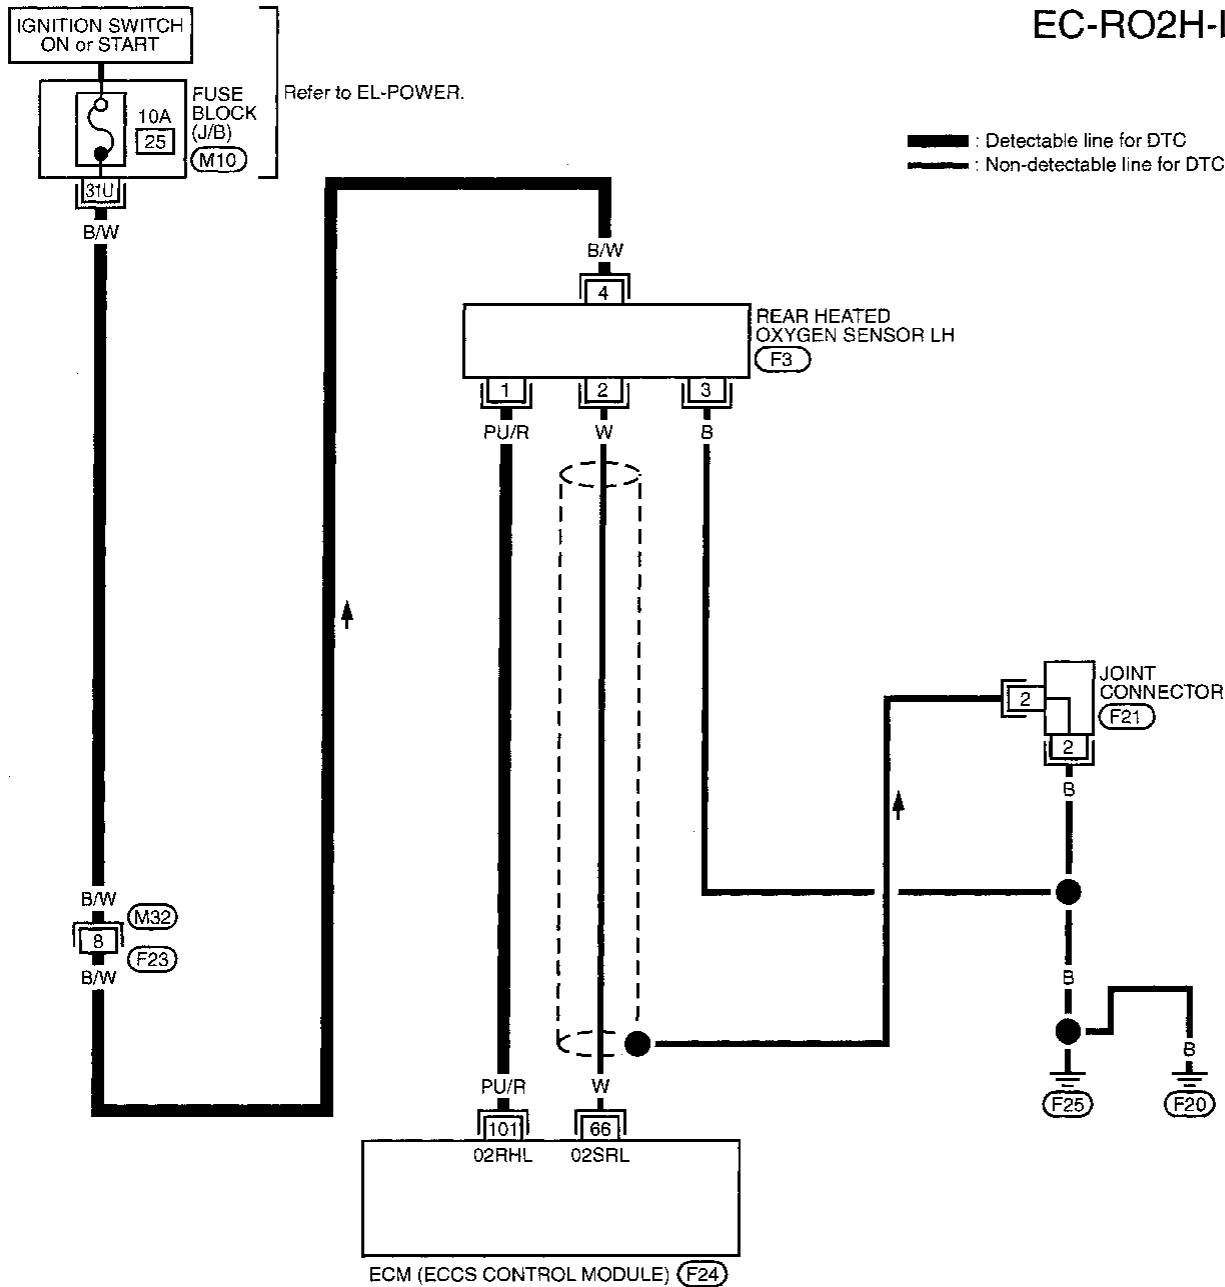 EC-RO2H-L
IGNITION SWITCH
ON or START
Refer to EL-POWER.
FUSE
BLOCK
(J/B)
M10
10A
25
31U
B/W
: Detectable line for DTC
: Non-detectable line for DTC
B/W
4
REAR HEATED
OXYGEN SENSOR LH
F3
1
2
3
PU/R
W
B
JOINT
CONNECTOR
F21
2
2
B
B/W
M32
8
F23
B/W
B
B
F25
F20
PU/R
W
101
66
02RHL
02SRL
ECM (ECCS CONTROL MODULE)
F24